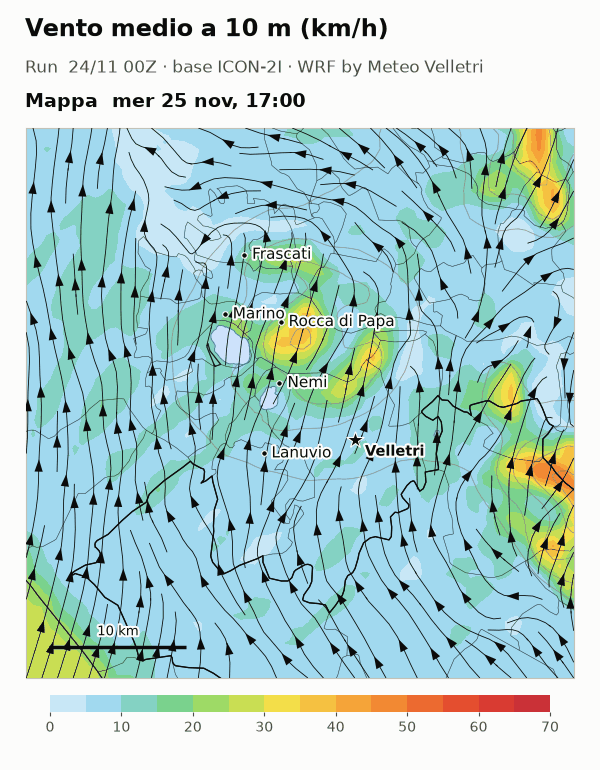 Vento medio a 10 m (km/h)
Run  24/11 00Z · base ICON-2I · WRF by Meteo Velletri
Mappa  mer 25 nov, 17:00
Frascati
Marino
Rocca di Papa
Nemi
Velletri
Lanuvio
10 km
0 10 20 30 40 50 60 70